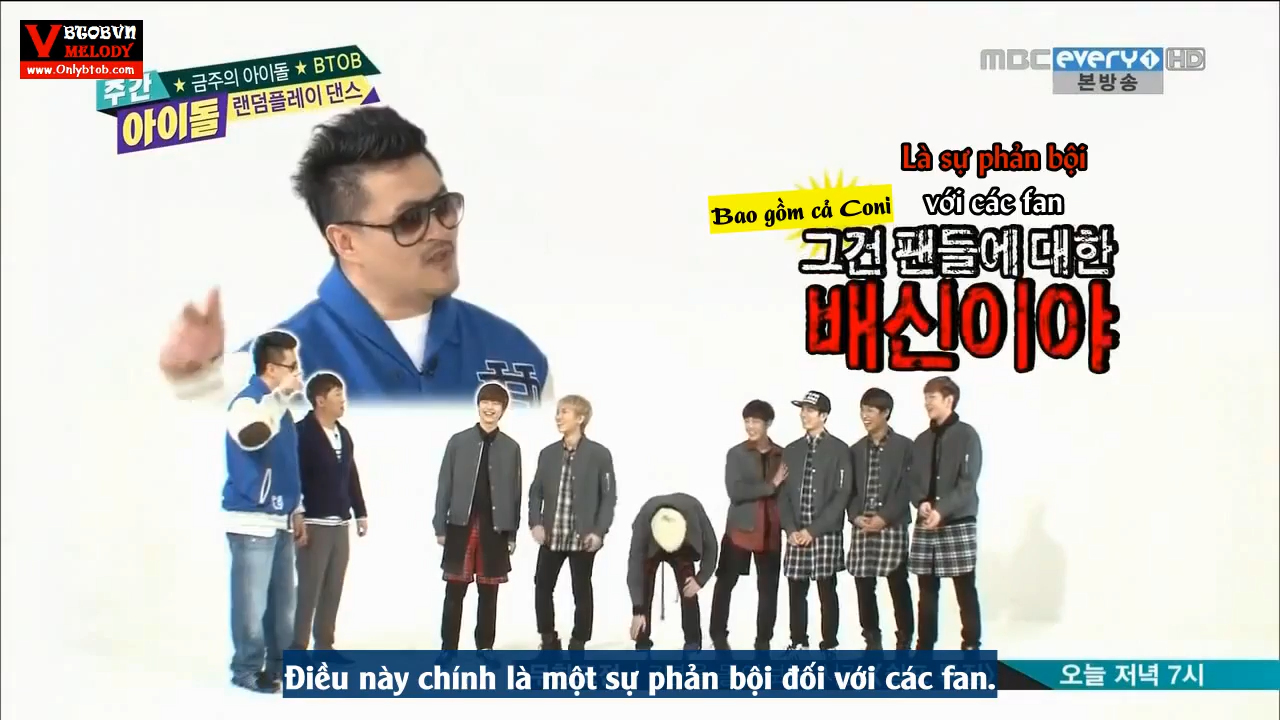 V BTOBVN
MELODY
www.Onlybtob.com
주간 ★ 금주의 아이돌 ★ BTOB
아이돌 랜덤플레이 댄스
MBC every1 HD
본방송
Là sự phản bội
Bao gồm cả Coni
với các fan
그건 팬들에 대한
배신이야
Điều này chính là một sự phản bội đối với các fan.
오늘 저녁 7시